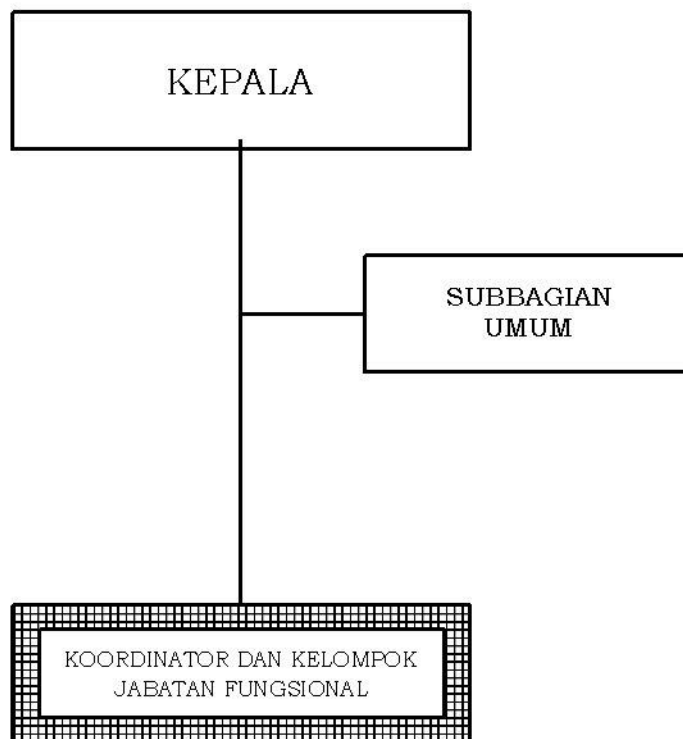 KEPALA
SUBBAGIAN
UMUM
KOORDINATOR DAN KELOMPOK
JABATAN FUNGSIONAL